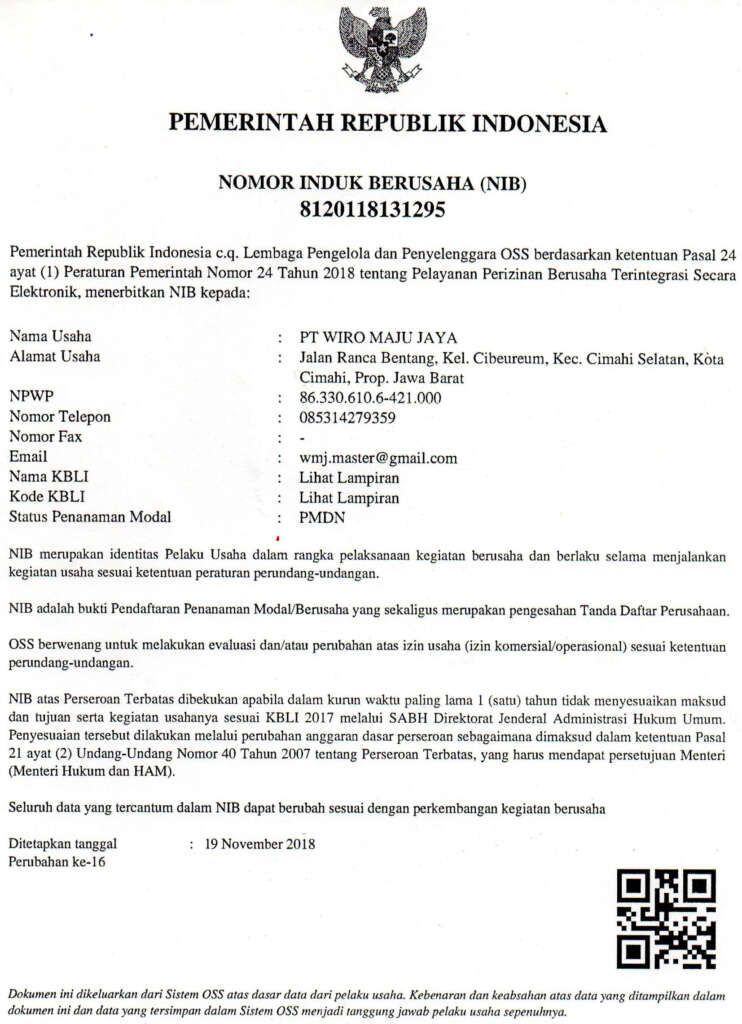 PEMERINTAH REPUBLIK INDONESIA
NOMOR INDUK BERUSAHA (NIB)
8120118131295
Pemerintah Republik Indonesia c.q. Lembaga Pengelola dan Penyelenggara OSS berdasarkan ketentuan Pasal 24
ayat (1) Peraturan Pemerintah Nomor 24 Tahun 2018 tentang Pelayanan Perizinan Berusaha Terintegrasi Secara
Elektronik, menerbitkan NIB kepada:
Nama Usaha : PT WIRO MAJU JAYA
Alamat Usaha : Jalan Ranca Bentang, Kel. Cibeureum, Kec. Cimahi Selatan, Kota
Cimahi, Prop. Jawa Barat
NPWP : 86.330.610.6-421.000
Nomor Telepon : 085314279359
Nomor Fax : -
Email : wmj.master@gmail.com
Nama KBLI : Lihat Lampiran
Kode KBLI : Lihat Lampiran
Status Penanaman Modal : PMDN
NIB merupakan identitas Pelaku Usaha dalam rangka pelaksanaan kegiatan berusaha dan berlaku selama menjalankan
kegiatan usaha sesuai ketentuan peraturan perundang-undangan.
NIB adalah bukti Pendaftaran Penanaman Modal/Berusaha yang sekaligus merupakan pengesahan Tanda Daftar Perusahaan.
OSS berwenang untuk melakukan evaluasi dan/atau perubahan atas izin usaha (izin komersial/operasional) sesuai ketentuan
perundang-undangan.
NIB atas Perseroan Terbatas dibekukan apabila dalam kurun waktu paling lama 1 (satu) tahun tidak menyesuaikan maksud
dan tujuan serta kegiatan usahanya sesuai KBLI 2017 melalui SABH Direktorat Jenderal Administrasi Hukum Umum.
Penyesuaian tersebut dilakukan melalui perubahan anggaran dasar perseroan sebagaimana dimaksud dalam ketentuan Pasal
21 ayat (2) Undang-Undang Nomor 40 Tahun 2007 tentang Perseroan Terbatas, yang harus mendapat persetujuan Menteri
(Menteri Hukum dan HAM).
Seluruh data yang tercantum dalam NIB dapat berubah sesuai dengan perkembangan kegiatan berusaha
Ditetapkan tanggal : 19 November 2018
Perubahan ke-16
Dokumen ini dikeluarkan dari Sistem OSS atas dasar data dari pelaku usaha. Kebenaran dan keabsahan atas data yang ditampilkan dalam
dokumen ini dan data yang tersimpan dalam Sistem OSS menjadi tanggung jawab pelaku usaha sepenuhnya.